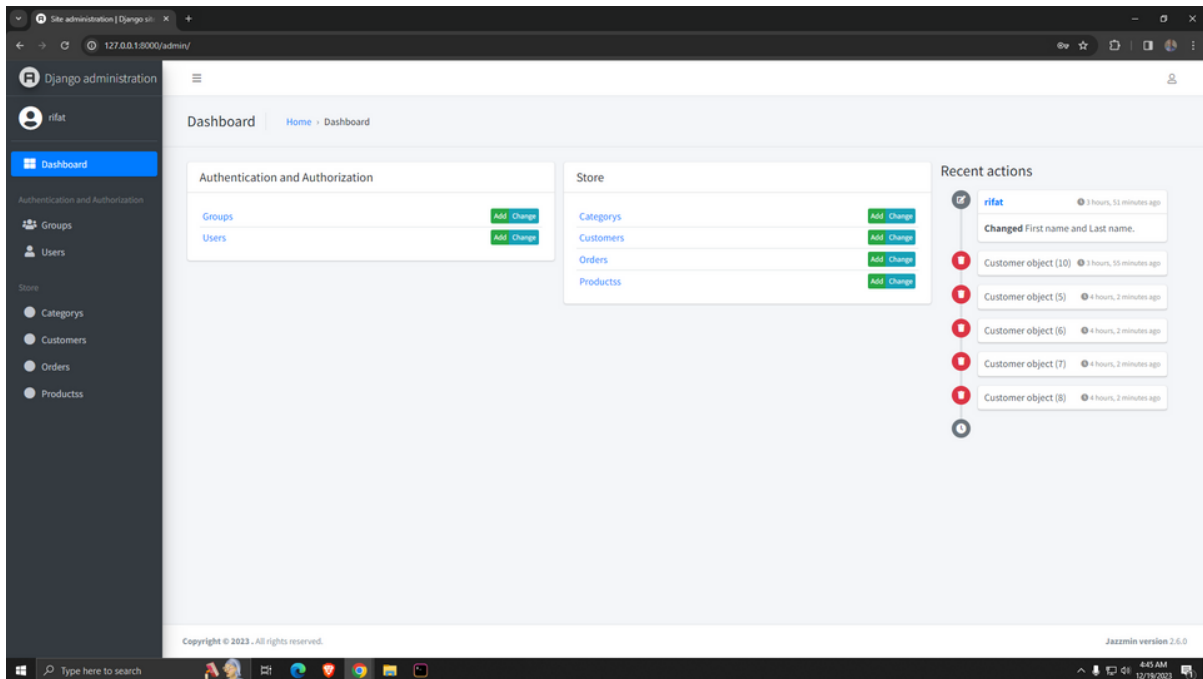 Site administration | Django sit
127.0.0.1:8000/admin/
Django administration
rifat
Dashboard
Authentication and Authorization
Groups
Users
Store
Categorys
Customers
Orders
Productss
Dashboard
Home › Dashboard
Authentication and Authorization
Groups Add Change
Users Add Change
Store
Categorys Add Change
Customers Add Change
Orders Add Change
Productss Add Change
Recent actions
rifat 3 hours, 51 minutes ago
Changed First name and Last name.
Customer object (10) 3 hours, 55 minutes ago
Customer object (5) 4 hours, 2 minutes ago
Customer object (6) 4 hours, 2 minutes ago
Customer object (7) 4 hours, 2 minutes ago
Customer object (8) 4 hours, 2 minutes ago
Copyright © 2023 . All rights reserved.
Jazzmin version 2.6.0
Type here to search
4:45 AM
12/19/2023